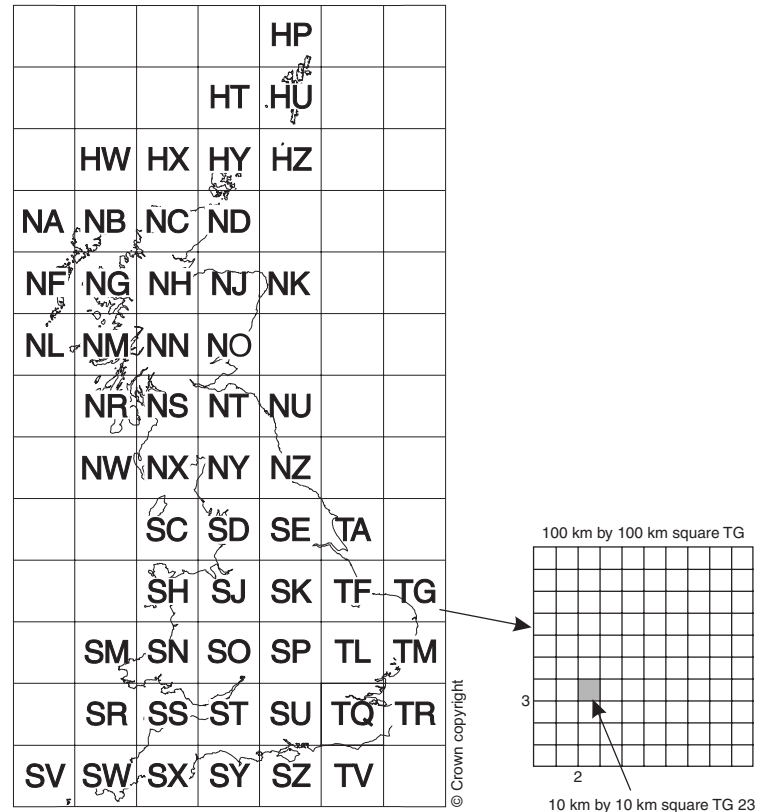 HP
HT HU
HW HX HY HZ
NA NB NC ND
NF NG NH NJ NK
NL NM NN NO
NR NS NT NU
NW NX NY NZ
SC SD SE TA
SH SJ SK TF TG
SM SN SO SP TL TM
SR SS ST SU TQ TR
SV SW SX SY SZ TV
© Crown copyright
100 km by 100 km square TG
3
2
10 km by 10 km square TG 23